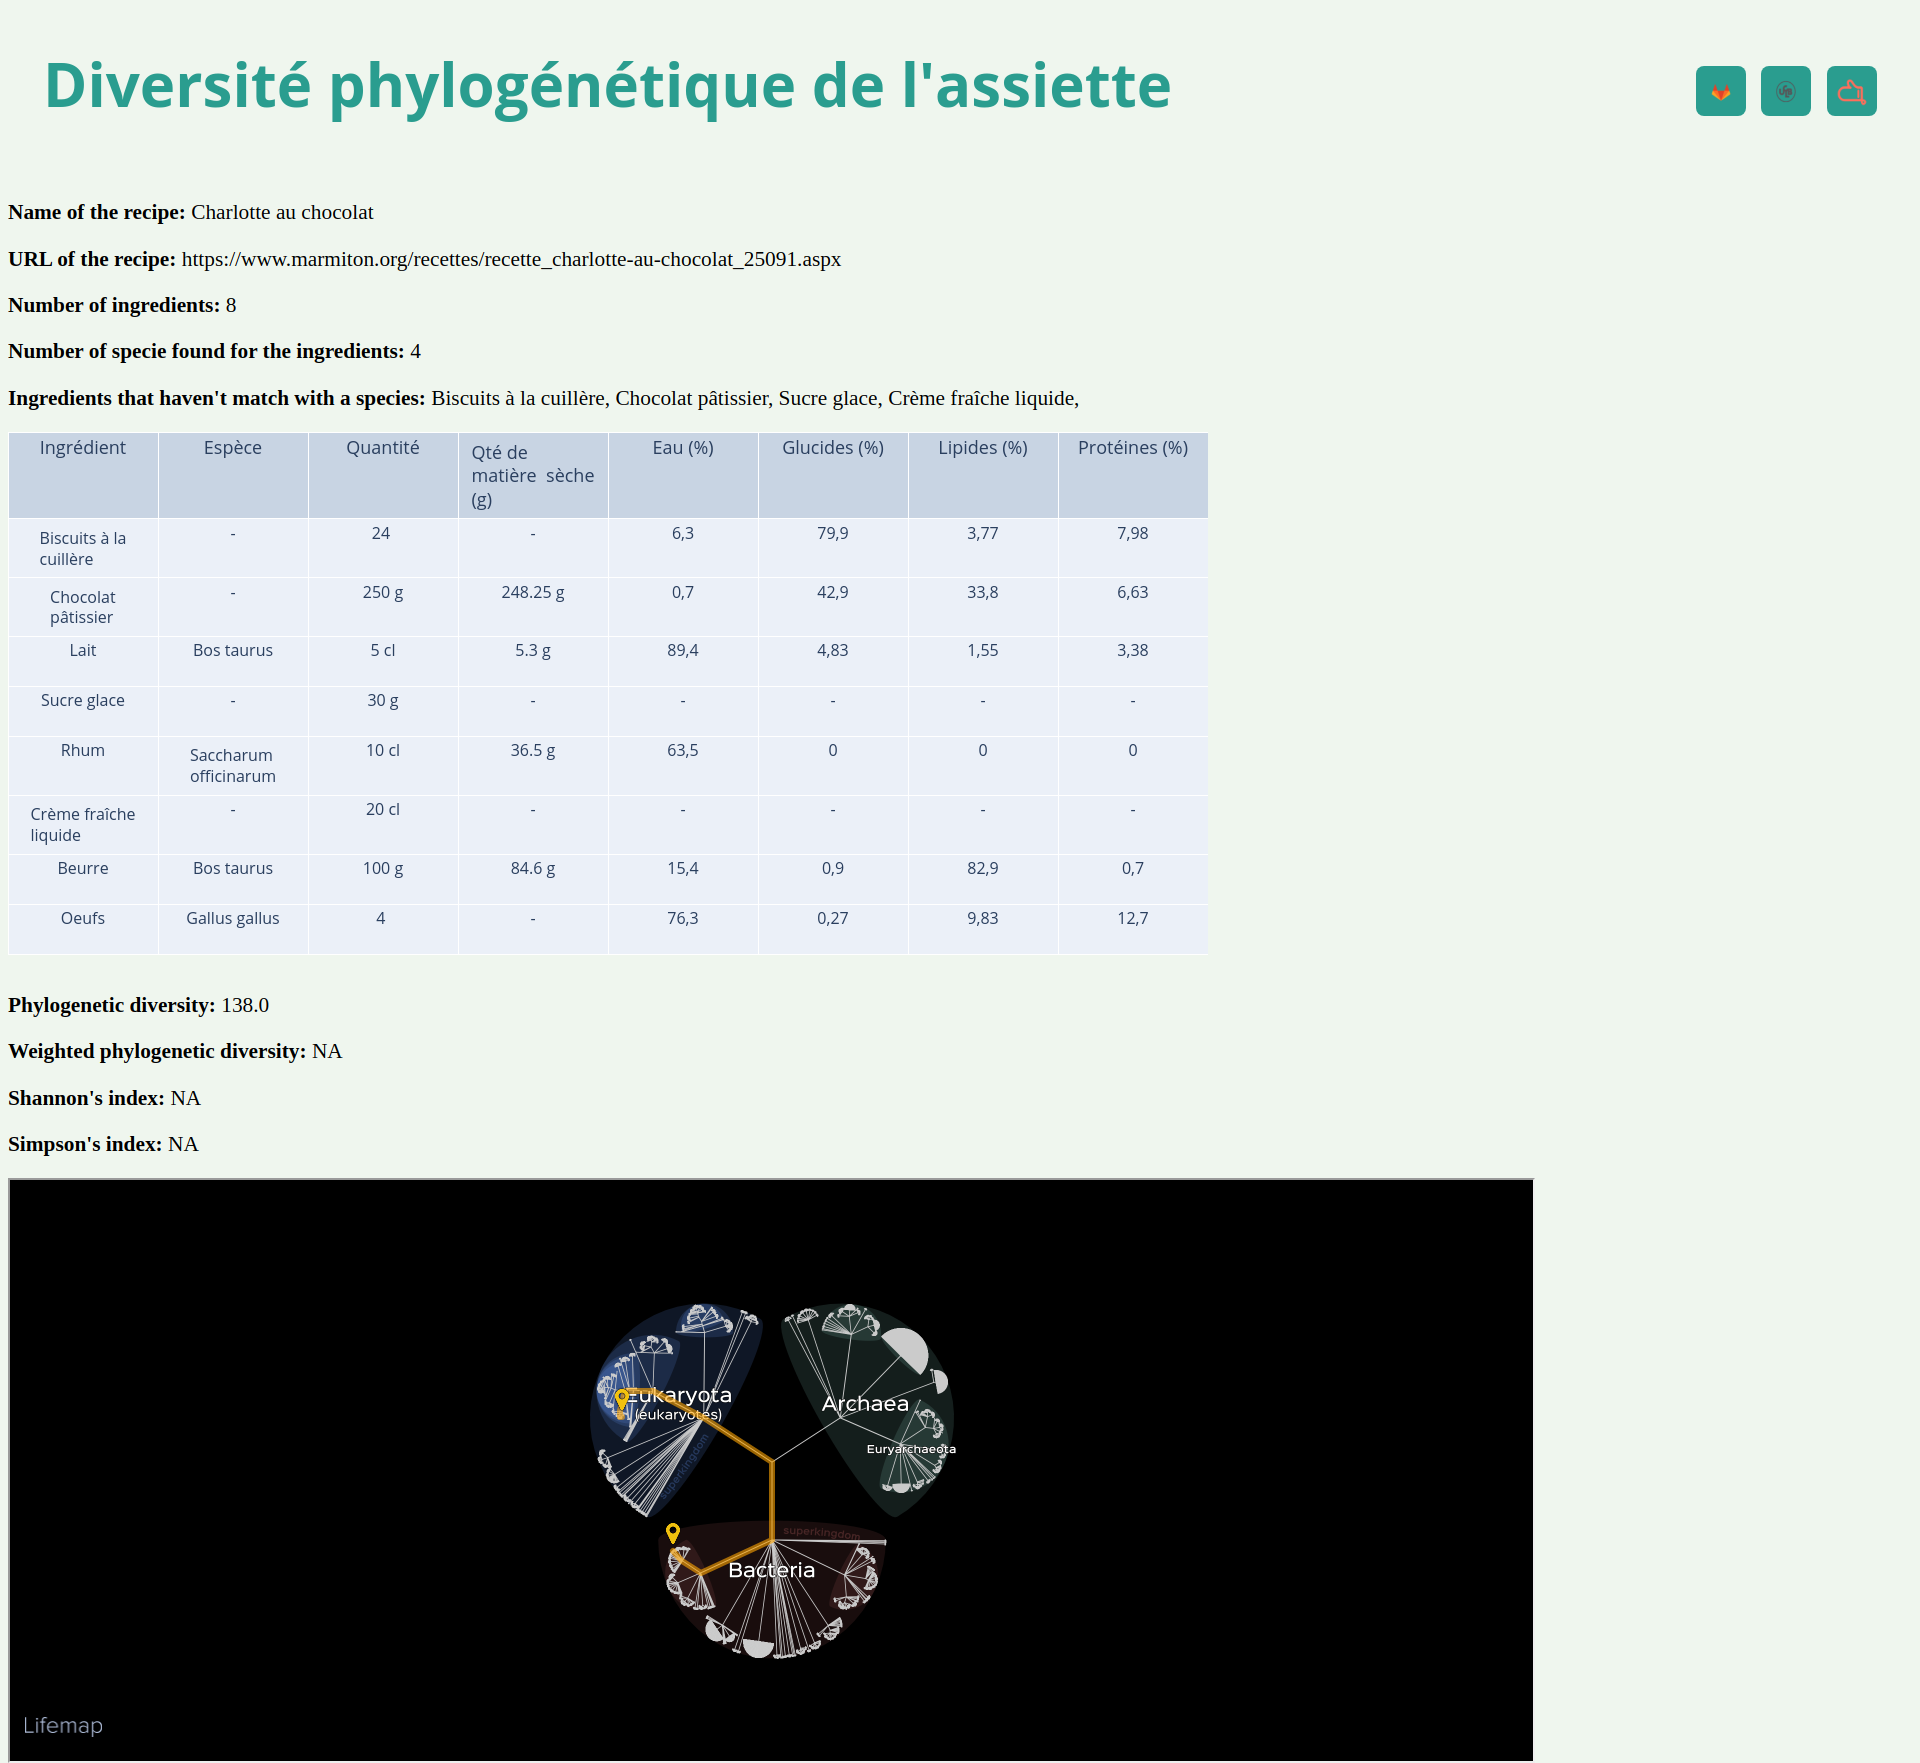 Diversité phylogénétique de l'assiette
Name of the recipe: Charlotte au chocolat
URL of the recipe: https://www.marmiton.org/recettes/recette_charlotte-au-chocolat_25091.aspx
Number of ingredients: 8
Number of specie found for the ingredients: 4
Ingredients that haven't match with a species: Biscuits à la cuillère, Chocolat pâtissier, Sucre glace, Crème fraîche liquide,
Ingrédient Espèce Quantité Qté de matière sèche (g) Eau (%) Glucides (%) Lipides (%) Protéines (%)
Biscuits à la cuillère - 24 - 6,3 79,9 3,77 7,98
Chocolat pâtissier - 250 g 248.25 g 0,7 42,9 33,8 6,63
Lait Bos taurus 5 cl 5.3 g 89,4 4,83 1,55 3,38
Sucre glace - 30 g - - - - -
Rhum Saccharum officinarum 10 cl 36.5 g 63,5 0 0 0
Crème fraîche liquide - 20 cl - - - - -
Beurre Bos taurus 100 g 84.6 g 15,4 0,9 82,9 0,7
Oeufs Gallus gallus 4 - 76,3 0,27 9,83 12,7
Phylogenetic diversity: 138.0
Weighted phylogenetic diversity: NA
Shannon's index: NA
Simpson's index: NA
Eukaryota
(eukaryotes)
superkingdom
Archaea
Euryarchaeota
superkingdom
Bacteria
Lifemap